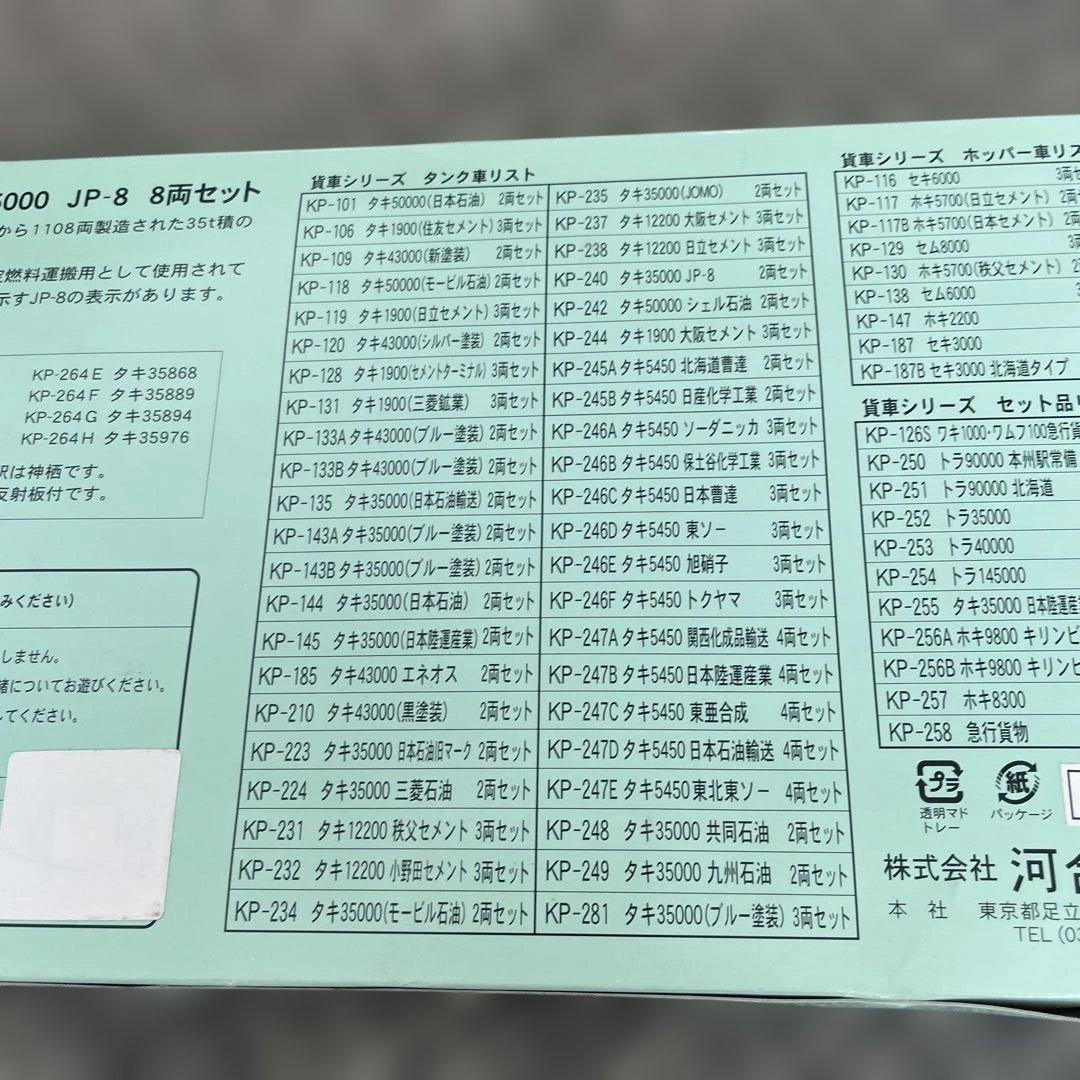 5000 JP-8 8両セット
から1108両製造された35t積の
燃料運搬用として使用されて
示すJP-8の表示があります。
KP-264E タキ35868
KP-264F タキ35889
KP-264G タキ35894
KP-264H タキ35976
駅は神栖です。
反射板付です。
みください)
しません。
緒についてお遊びください。
してください。
貨車シリーズ タンク車リスト
KP-101 タキ50000(日本石油) 2両セット
KP-106 タキ1900(住友セメント) 3両セット
KP-109 タキ43000(新塗装) 2両セット
KP-118 タキ50000(モービル石油) 2両セット
KP-119 タキ1900(日立セメント) 3両セット
KP-120 タキ43000(シルバー塗装) 2両セット
KP-128 タキ1900(セメントターミナル) 3両セット
KP-131 タキ1900(三菱鉱業) 3両セット
KP-133A タキ43000(ブルー塗装) 2両セット
KP-133B タキ43000(ブルー塗装) 2両セット
KP-135 タキ35000(日本石油輸送) 2両セット
KP-143A タキ35000(ブルー塗装) 2両セット
KP-143B タキ35000(ブルー塗装) 2両セット
KP-144 タキ35000(日本石油) 2両セット
KP-145 タキ35000(日本陸運産業) 2両セット
KP-185 タキ43000 エネオス 2両セット
KP-210 タキ43000(黒塗装) 2両セット
KP-223 タキ35000 日本石油旧マーク 2両セット
KP-224 タキ35000 三菱石油 2両セット
KP-231 タキ12200 秩父セメント 3両セット
KP-232 タキ12200 小野田セメント 3両セット
KP-234 タキ35000(モービル石油) 2両セット
KP-235 タキ35000(JOMO) 2両セット
KP-237 タキ12200 大阪セメント 3両セット
KP-238 タキ12200 日立セメント 3両セット
KP-240 タキ35000 JP-8 2両セット
KP-242 タキ50000 シェル石油 2両セット
KP-244 タキ1900 大阪セメント 3両セット
KP-245A タキ5450 北海道曹達 2両セット
KP-245B タキ5450 日産化学工業 2両セット
KP-246A タキ5450 ソーダニッカ 3両セット
KP-246B タキ5450 保土谷化学工業 3両セット
KP-246C タキ5450 日本曹達 3両セット
KP-246D タキ5450 東ソー 3両セット
KP-246E タキ5450 旭硝子 3両セット
KP-246F タキ5450 トクヤマ 3両セット
KP-247A タキ5450 関西化成品輸送 4両セット
KP-247B タキ5450 日本陸運産業 4両セット
KP-247C タキ5450 東亜合成 4両セット
KP-247D タキ5450 日本石油輸送 4両セット
KP-247E タキ5450 東北東ソー 4両セット
KP-248 タキ35000 共同石油 2両セット
KP-249 タキ35000 九州石油 2両セット
KP-281 タキ35000(ブルー塗装) 3両セット
貨車シリーズ ホッパー車リス
KP-116 セキ6000 3両セ
KP-117 ホキ5700(日立セメント) 2両
KP-117B ホキ5700(日本セメント) 2両
KP-129 セム8000 3両
KP-130 ホキ5700(秩父セメント) 2
KP-138 セム6000 3
KP-147 ホキ2200
KP-187 セキ3000
KP-187B セキ3000 北海道タイプ
貨車シリーズ セット品リ
KP-126S ワキ1000・ワムフ100急行貨
KP-250 トラ90000 本州駅常備
KP-251 トラ90000 北海道
KP-252 トラ35000
KP-253 トラ40000
KP-254 トラ145000
KP-255 タキ35000 日本陸運産
KP-256A ホキ9800 キリンビ
KP-256B ホキ9800 キリンビ
KP-257 ホキ8300
KP-258 急行貨物
プラ 紙
透明マド パッケージ
トレー
株式会社 河合
本 社 東京都足立
TEL (03